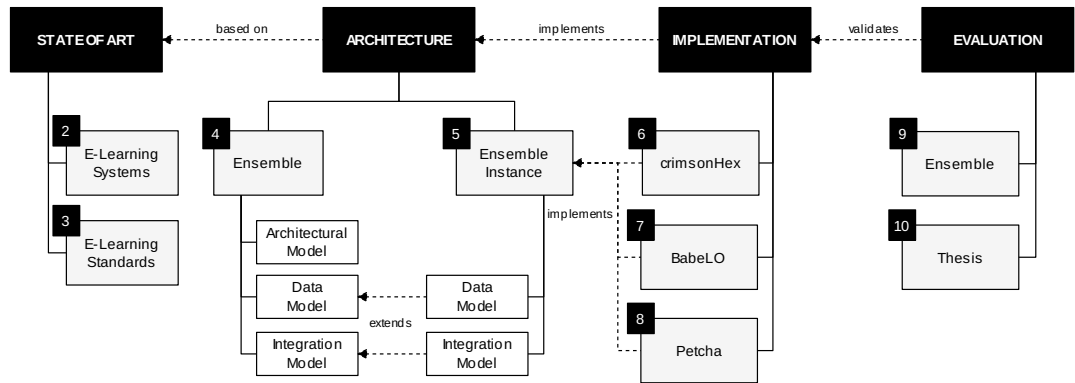 STATE OF ART
based on
ARCHITECTURE
implements
IMPLEMENTATION
validates
EVALUATION
2
E-Learning
Systems
3
E-Learning
Standards
4
Ensemble
Architectural
Model
Data
Model
Integration
Model
extends
5
Ensemble
Instance
Data
Model
Integration
Model
implements
6
crimsonHex
7
BabeLO
8
Petcha
9
Ensemble
10
Thesis